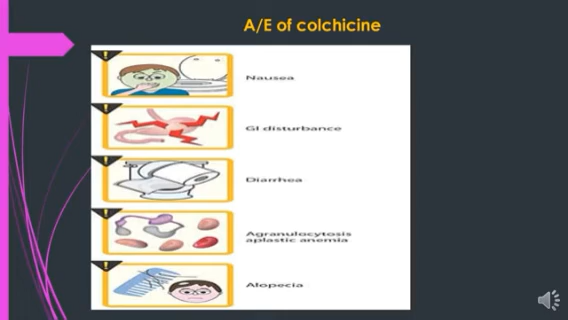 A/E of colchicine
Nausea
GI disturbance
Diarrhea
Agranulocytosis
aplastic anemia
Alopecia